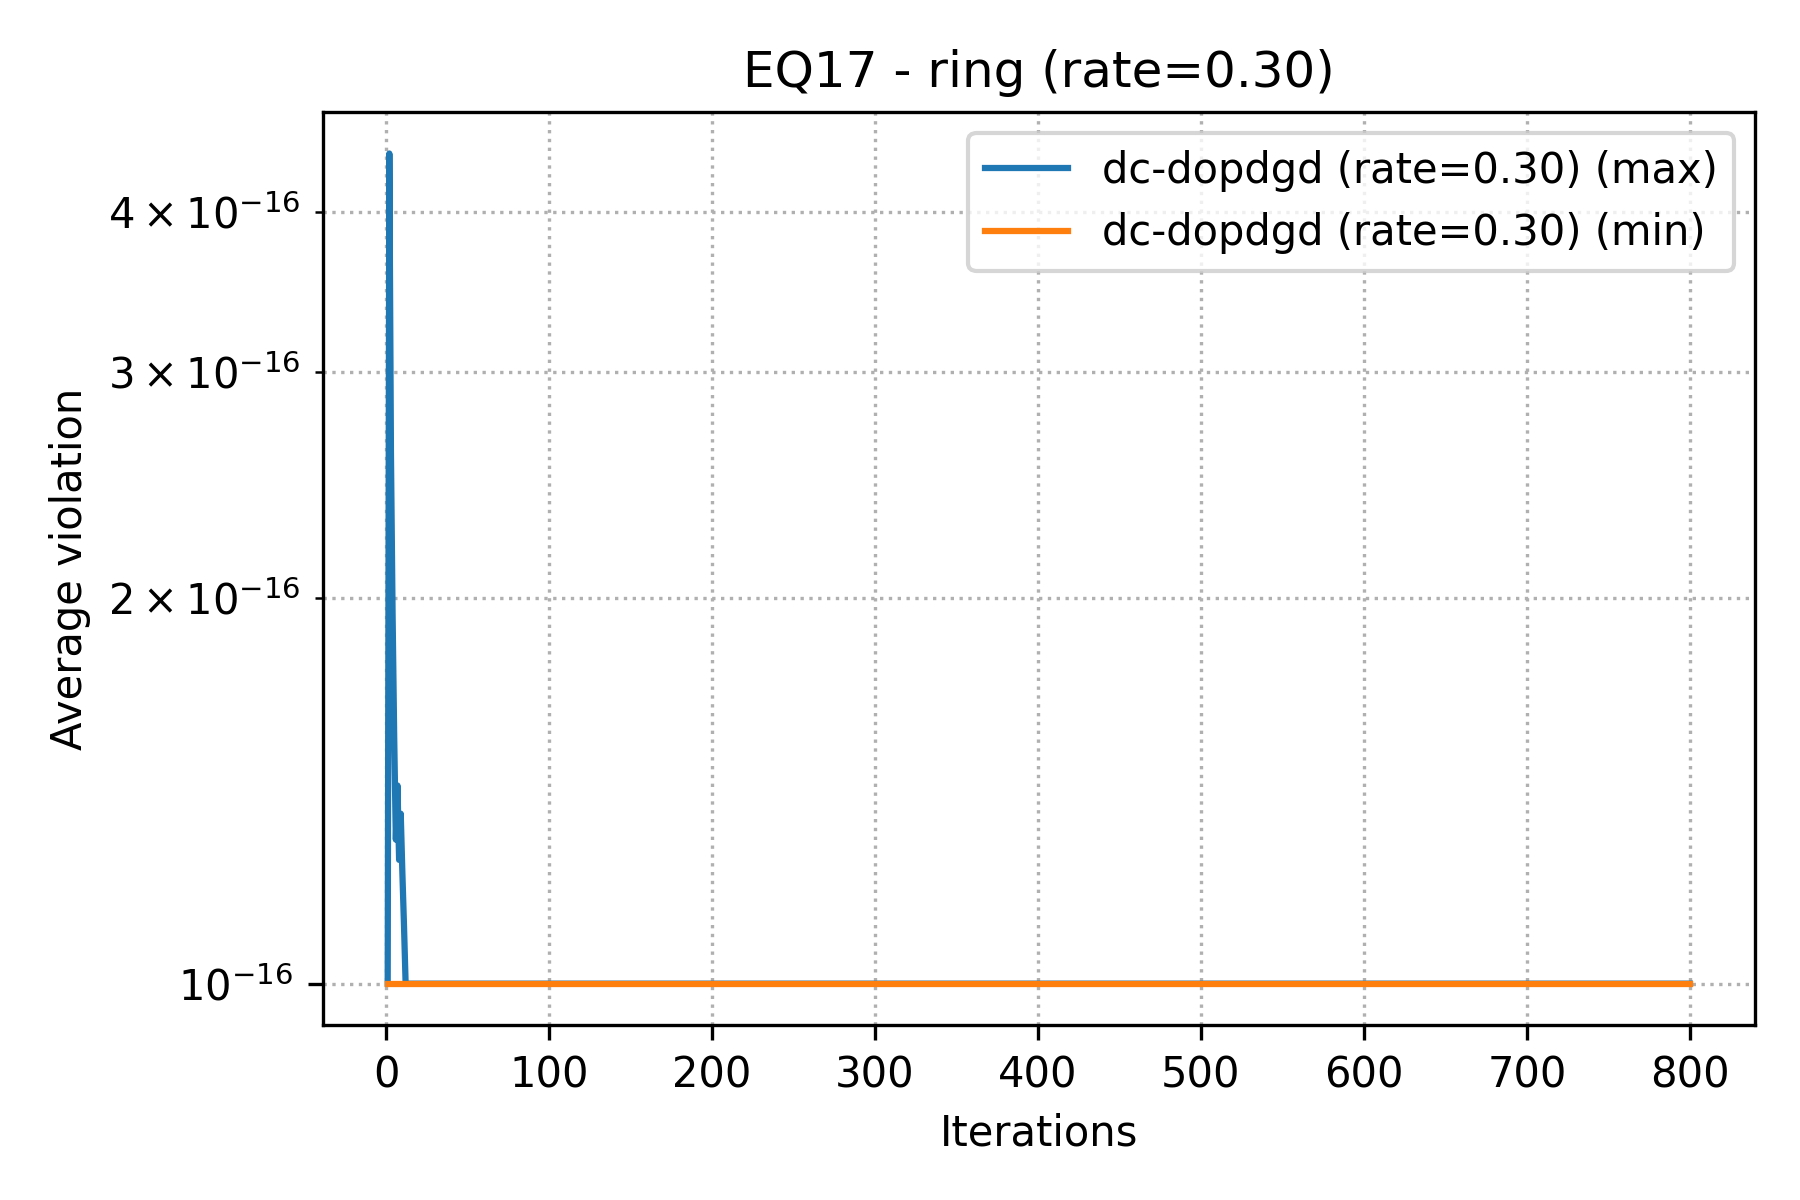 EQ17 - ring (rate=0.30)
dc-dopdgd (rate=0.30) (max)
dc-dopdgd (rate=0.30) (min)
Average violation
4 × 10⁻¹⁶
3 × 10⁻¹⁶
2 × 10⁻¹⁶
10⁻¹⁶
0 100 200 300 400 500 600 700 800
Iterations